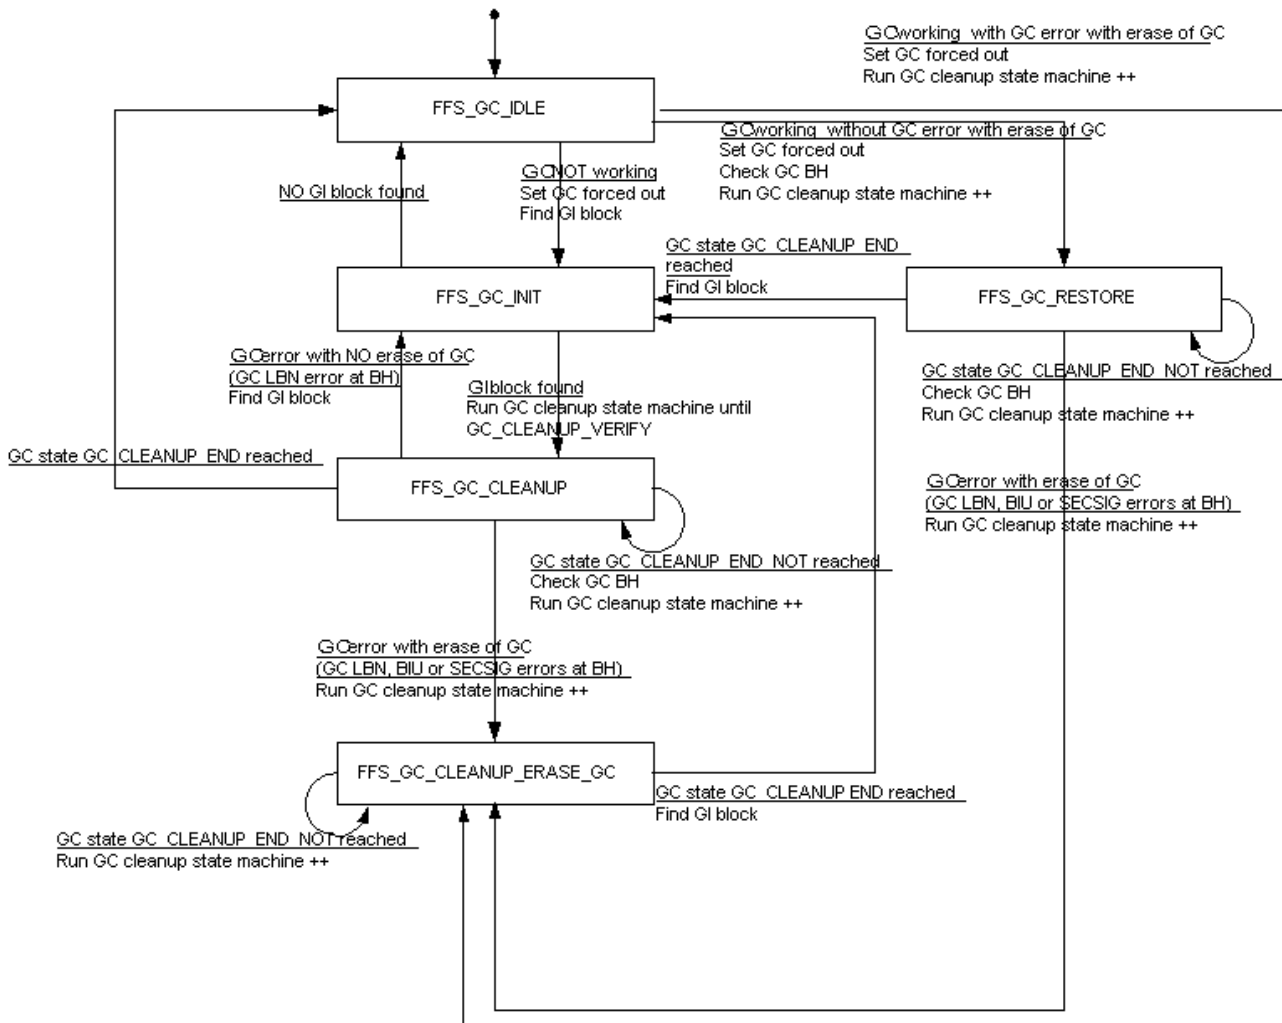 GCworking with GC error with erase of GC
Set GC forced out
Run GC cleanup state machine ++
FFS_GC_IDLE
GCworking without GC error with erase of GC
Set GC forced out
Check GC BH
Run GC cleanup state machine ++
GCNOT working
Set GC forced out
Find GI block
NO GI block found
GC state GC_CLEANUP_END
reached
Find GI block
FFS_GC_INIT
FFS_GC_RESTORE
GCerror with NO erase of GC
(GC LBN error at BH)
Find GI block
GI block found
Run GC cleanup state machine until
GC_CLEANUP_VERIFY
GC state GC_CLEANUP_END_NOT reached
Check GC BH
Run GC cleanup state machine ++
GC state GC_CLEANUP_END reached
FFS_GC_CLEANUP
GCerror with erase of GC
(GC LBN, BIU or SECSIG errors at BH)
Run GC cleanup state machine ++
GC state GC_CLEANUP_END_NOT reached
Check GC BH
Run GC cleanup state machine ++
GCerror with erase of GC
(GC LBN, BIU or SECSIG errors at BH)
Run GC cleanup state machine ++
FFS_GC_CLEANUP_ERASE_GC
GC state GC_CLEANUP END reached
Find GI block
GC state GC_CLEANUP_END_NOT reached
Run GC cleanup state machine ++